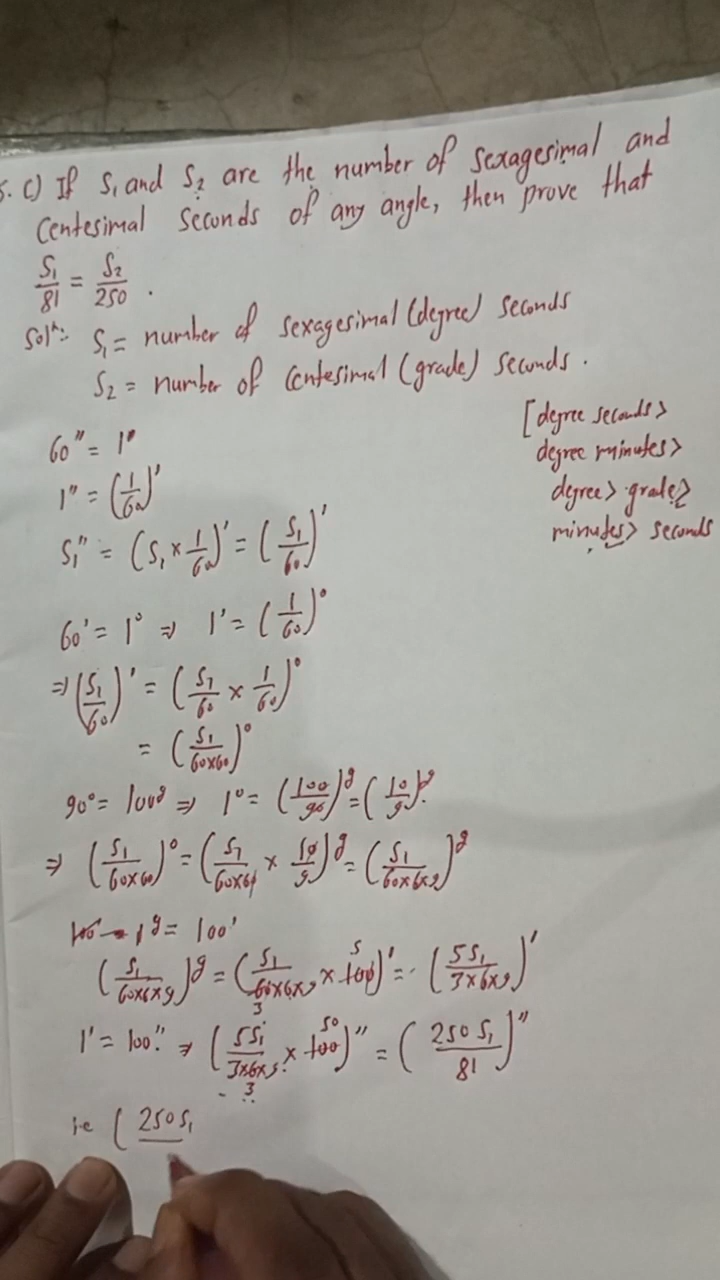 5. c) If S₁ and S₂ are the number of sexagesimal and
Centesimal seconds of any angle, then prove that
S₁/81 = S₂/250 .
Solⁿ: S₁ = number of sexagesimal (degree) seconds
S₂ = number of centesimal (grade) seconds .
[degree seconds>
degree minutes>
degree> grade>
minutes> seconds
60" = 1"
1" = (1/60)'
S₁" = (S₁ × 1/60)' = (S₁/60)'
60' = 1° ⇒ 1' = (1/60)°
⇒ (S₁/60)' = (S₁/60 × 1/60)°
= (S₁/60×60)°
90° = 100g ⇒ 1° = (100/90)g = (10/9)g.
⇒ (S₁/60×60)° = (S₁/60×60 × 10/9)g = (S₁/60×6×9)g
1g = 100'
(S₁/60×6×9)g = (S₁/60×6×9 × 100)' = (5S₁/3×6×9)'
1' = 100" ⇒ (5S₁/3×6×9 × 100)" = (250 S₁/81)"
i.e ( 250 S₁